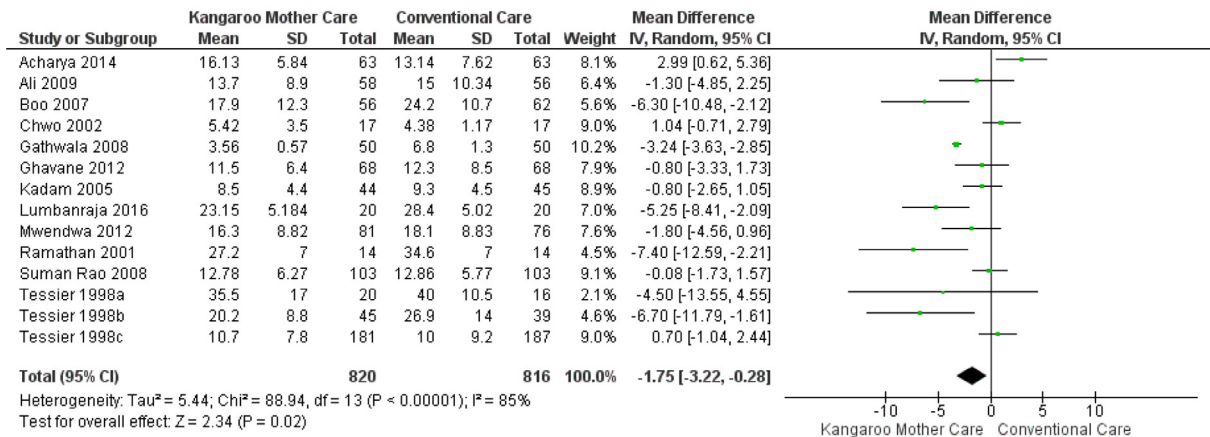 Kangaroo Mother Care Conventional Care Mean Difference Mean Difference
Study or Subgroup Mean SD Total Mean SD Total Weight IV, Random, 95% CI IV, Random, 95% CI
Acharya 2014 16.13 5.84 63 13.14 7.62 63 8.1% 2.99 [0.62, 5.36]
Ali 2009 13.7 8.9 58 15 10.34 56 6.4% -1.30 [-4.85, 2.25]
Boo 2007 17.9 12.3 56 24.2 10.7 62 5.6% -6.30 [-10.48, -2.12]
Chwo 2002 5.42 3.5 17 4.38 1.17 17 9.0% 1.04 [-0.71, 2.79]
Gathwala 2008 3.56 0.57 50 6.8 1.3 50 10.2% -3.24 [-3.63, -2.85]
Ghavane 2012 11.5 6.4 68 12.3 8.5 68 7.9% -0.80 [-3.33, 1.73]
Kadam 2005 8.5 4.4 44 9.3 4.5 45 8.9% -0.80 [-2.65, 1.05]
Lumbanraja 2016 23.15 5.184 20 28.4 5.02 20 7.0% -5.25 [-8.41, -2.09]
Mwendwa 2012 16.3 8.82 81 18.1 8.83 76 7.6% -1.80 [-4.56, 0.96]
Ramathan 2001 27.2 7 14 34.6 7 14 4.5% -7.40 [-12.59, -2.21]
Suman Rao 2008 12.78 6.27 103 12.86 5.77 103 9.1% -0.08 [-1.73, 1.57]
Tessier 1998a 35.5 17 20 40 10.5 16 2.1% -4.50 [-13.55, 4.55]
Tessier 1998b 20.2 8.8 45 26.9 14 39 4.6% -6.70 [-11.79, -1.61]
Tessier 1998c 10.7 7.8 181 10 9.2 187 9.0% 0.70 [-1.04, 2.44]
Total (95% CI) 820 816 100.0% -1.75 [-3.22, -0.28]
Heterogeneity: Tau² = 5.44; Chi² = 88.94, df = 13 (P < 0.00001); I² = 85%
Test for overall effect: Z = 2.34 (P = 0.02)
-10 -5 0 5 10
Kangaroo Mother Care Conventional Care